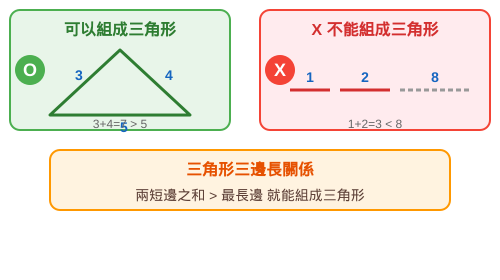 可以組成三角形
O
3
4
5
3+4=7 > 5
X 不能組成三角形
X
1
2
8
1+2=3 < 8
三角形三邊長關係
兩短邊之和 > 最長邊 就能組成三角形